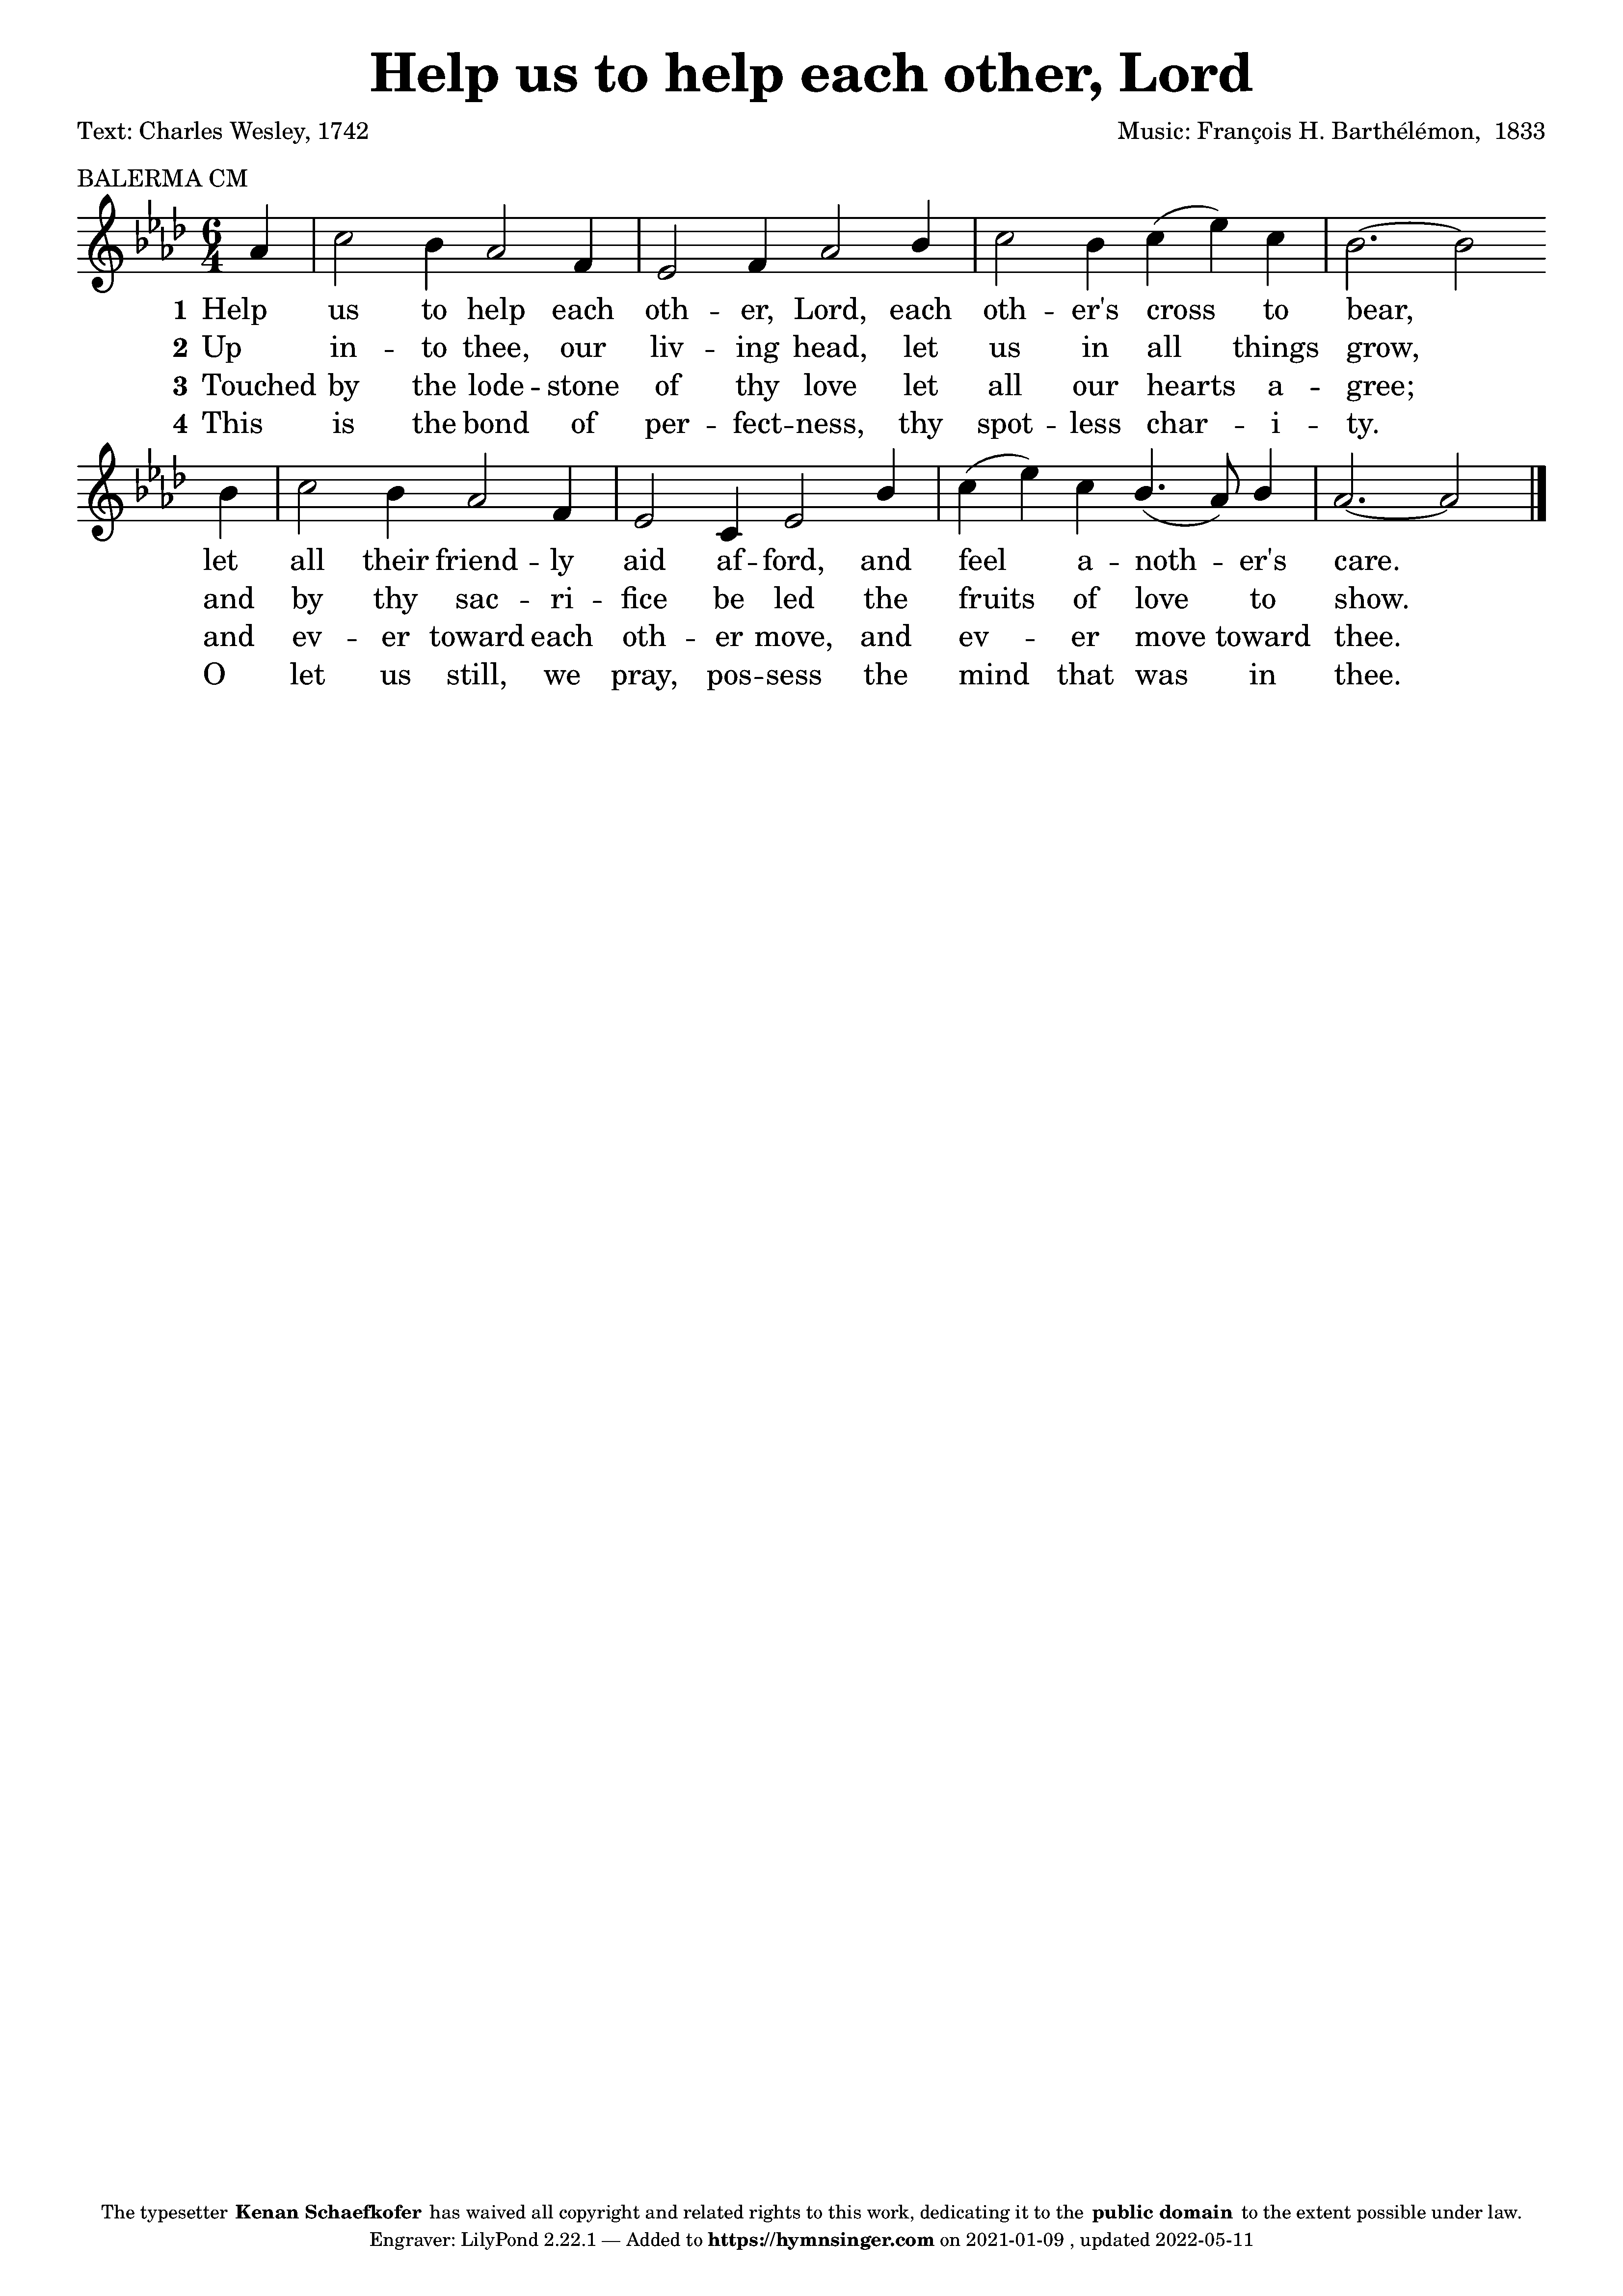 Help us to help each other, Lord
Text: Charles Wesley, 1742
Music: François H. Barthélémon,  1833
BALERMA CM
6
4
1 Help us to help each oth -- er, Lord, each oth -- er's cross to bear,
2 Up in -- to thee, our liv -- ing head, let us in all things grow,
3 Touched by the lode -- stone of thy love let all our hearts a -- gree;
4 This is the bond of per -- fect -- ness, thy spot -- less char -- i -- ty.
let all their friend -- ly aid af -- ford, and feel a -- noth -- er's care.
and by thy sac -- ri -- fice be led the fruits of love to show.
and ev -- er toward each oth -- er move, and ev -- er move toward thee.
O let us still, we pray, pos -- sess the mind that was in thee.
The typesetter Kenan Schaefkofer has waived all copyright and related rights to this work, dedicating it to the public domain to the extent possible under law.
Engraver: LilyPond 2.22.1 — Added to https://hymnsinger.com on 2021-01-09 , updated 2022-05-11